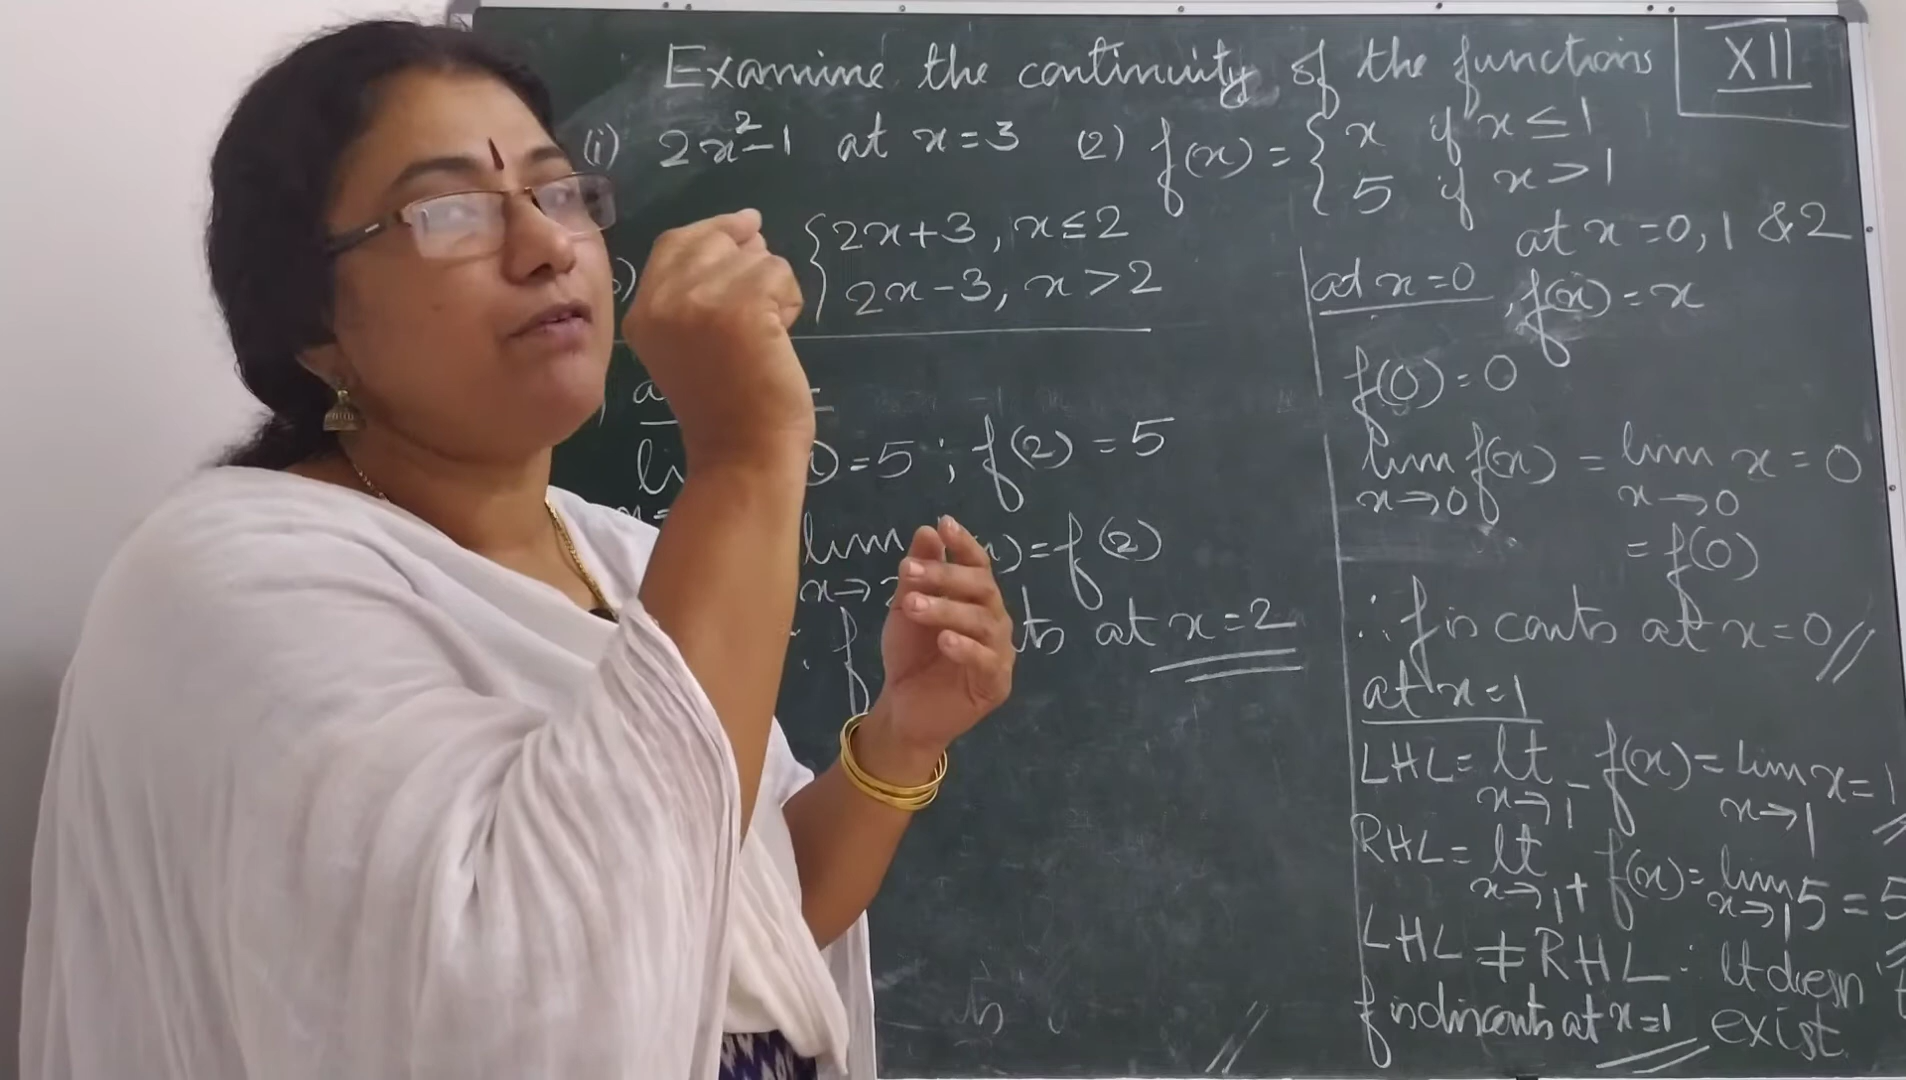 Examine the continuity of the functions
XII
(i) 2x²-1 at x=3 (2) f(x) = { x if x ≤ 1
5 if x > 1
at x = 0, 1 & 2
{ 2x+3, x ≤ 2
2x-3, x > 2
=5 ; f(2) = 5
lim )=f(2)
x→2
∴ f ts at x=2
at x=0, f(x) = x
f(0) = 0
lim f(x) = lim x = 0
x→0 x→0
= f(0)
∴ f is conts at x=0//
at x=1
LHL = lt f(x) = lim x = 1
x→1⁻ x→1
RHL = lt f(x) = lim 5 = 5
x→1+ x→1
LHL ≠ RHL ∴ lt doesn't
f is disconts at x=1 exist